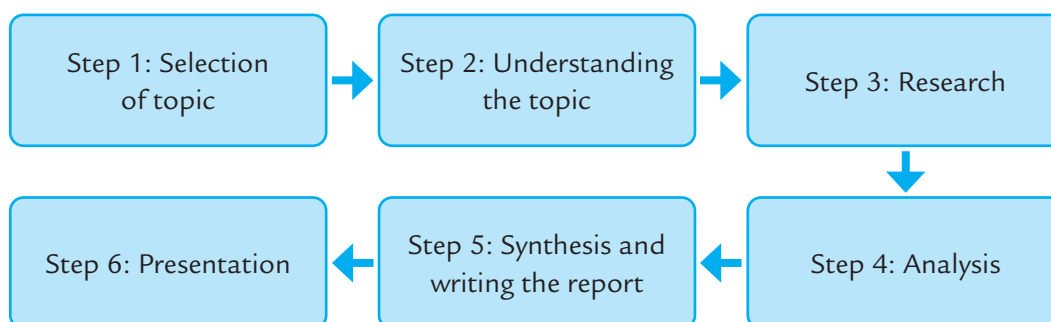 Step 1: Selection
of topic
Step 2: Understanding
the topic
Step 3: Research
Step 4: Analysis
Step 5: Synthesis and
writing the report
Step 6: Presentation